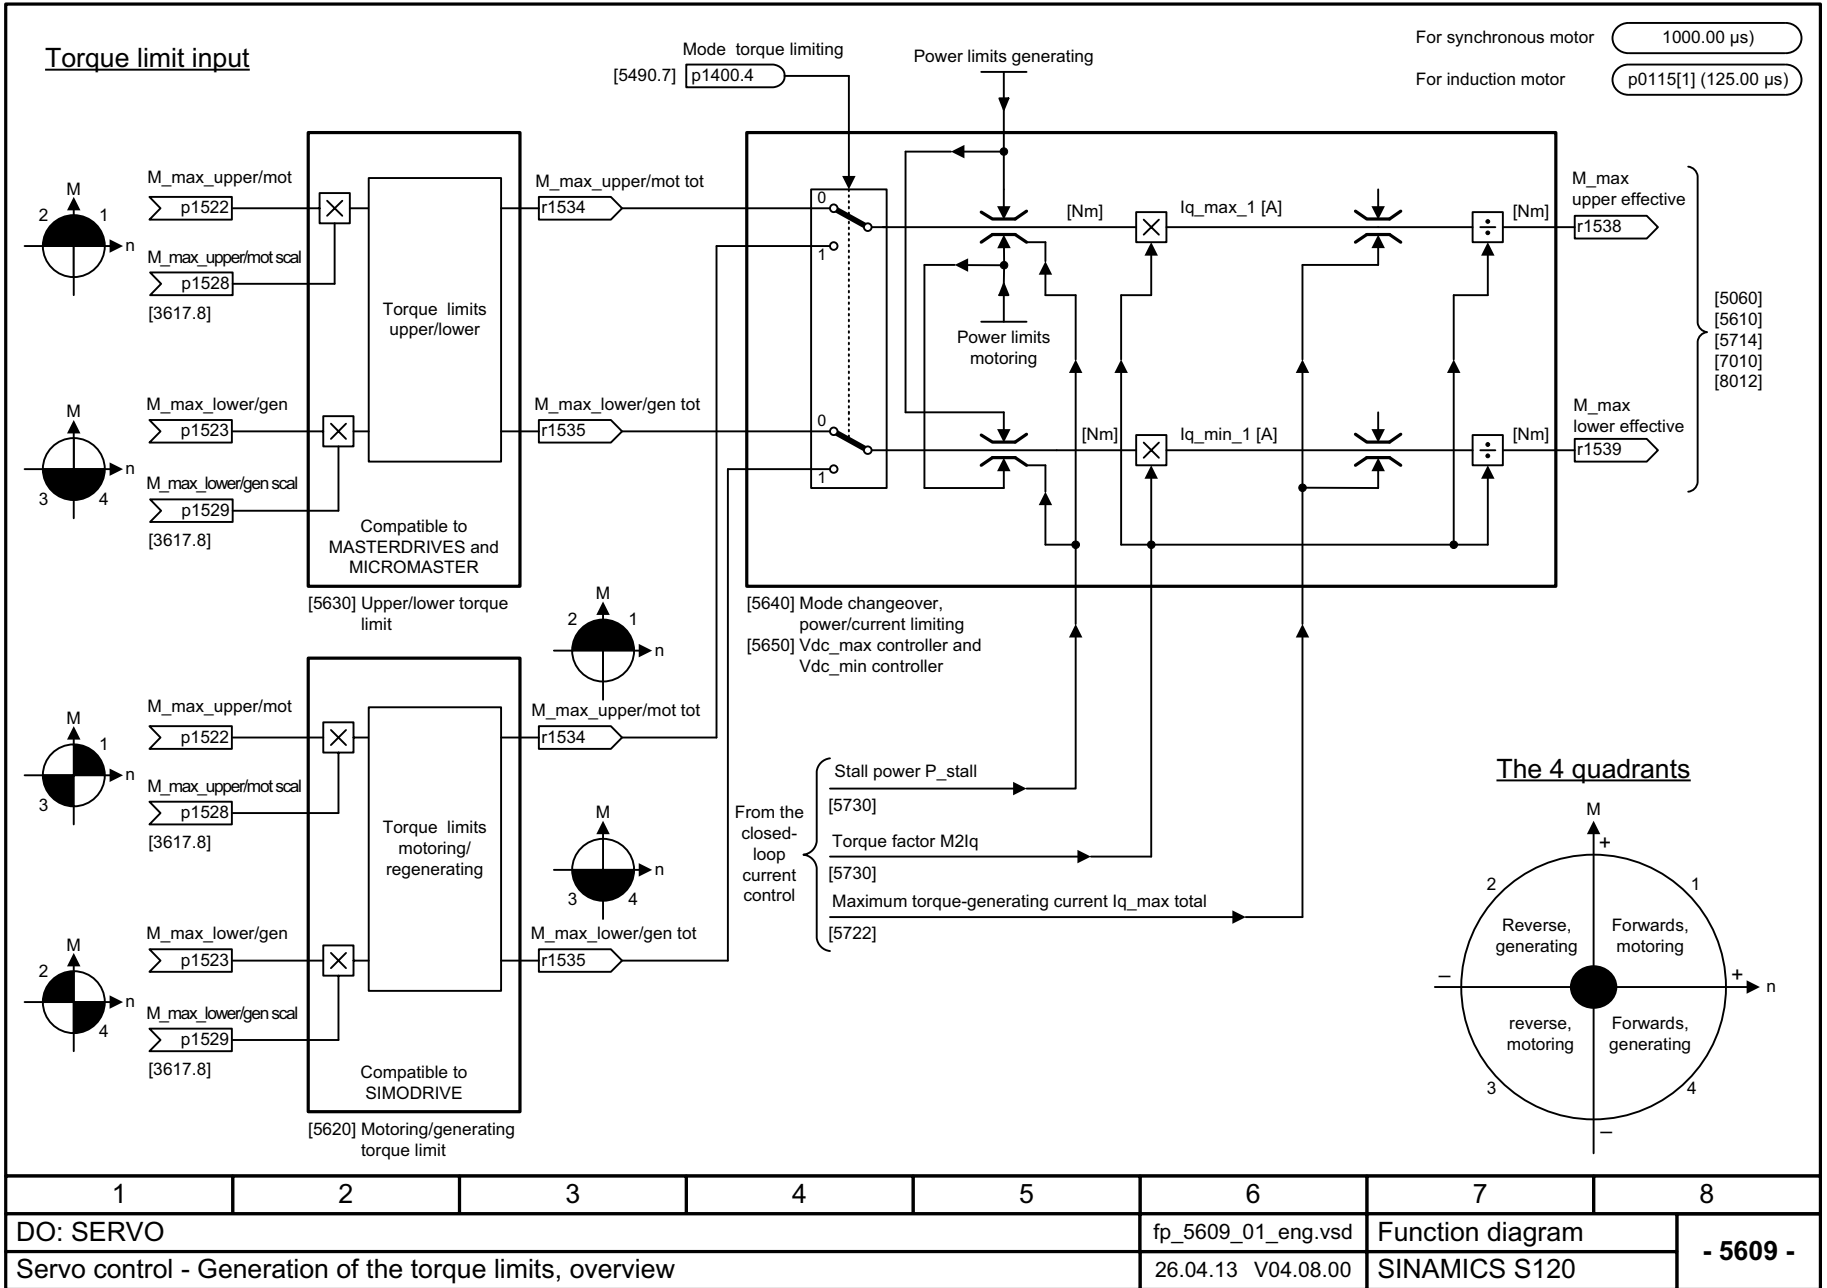 Torque limit input
Mode torque limiting
[5490.7]
p1400.4
Power limits generating
For synchronous motor
1000.00 µs)
For induction motor
p0115[1] (125.00 µs)
M
2
1
n
M_max_upper/mot
p1522
M_max_upper/mot scal
p1528
[3617.8]
Torque limits
upper/lower
M_max_upper/mot tot
r1534
0
1
[Nm]
Iq_max_1 [A]
[Nm]
M_max
upper effective
r1538
Power limits
motoring
[5060]
[5610]
[5714]
[7010]
[8012]
M
3
4
n
M_max_lower/gen
p1523
M_max_lower/gen scal
p1529
[3617.8]
M_max_lower/gen tot
r1535
0
1
[Nm]
Iq_min_1 [A]
[Nm]
M_max
lower effective
r1539
Compatible to
MASTERDRIVES and
MICROMASTER
[5630] Upper/lower torque
limit
[5640] Mode changeover,
power/current limiting
[5650] Vdc_max controller and
Vdc_min controller
M
2
1
n
M
1
3
n
M_max_upper/mot
p1522
M_max_upper/mot scal
p1528
[3617.8]
Torque limits
motoring/
regenerating
M_max_upper/mot tot
r1534
M
3
4
n
M
2
4
n
M_max_lower/gen
p1523
M_max_lower/gen scal
p1529
[3617.8]
M_max_lower/gen tot
r1535
Compatible to
SIMODRIVE
[5620] Motoring/generating
torque limit
From the
closed-
loop
current
control
Stall power P_stall
[5730]
Torque factor M2Iq
[5730]
Maximum torque-generating current Iq_max total
[5722]
The 4 quadrants
M
+
2
1
Reverse,
generating
Forwards,
motoring
–
+
n
reverse,
motoring
Forwards,
generating
3
4
–
1 2 3 4 5 6 7 8
DO: SERVO
fp_5609_01_eng.vsd
Function diagram
- 5609 -
Servo control - Generation of the torque limits, overview
26.04.13 V04.08.00
SINAMICS S120